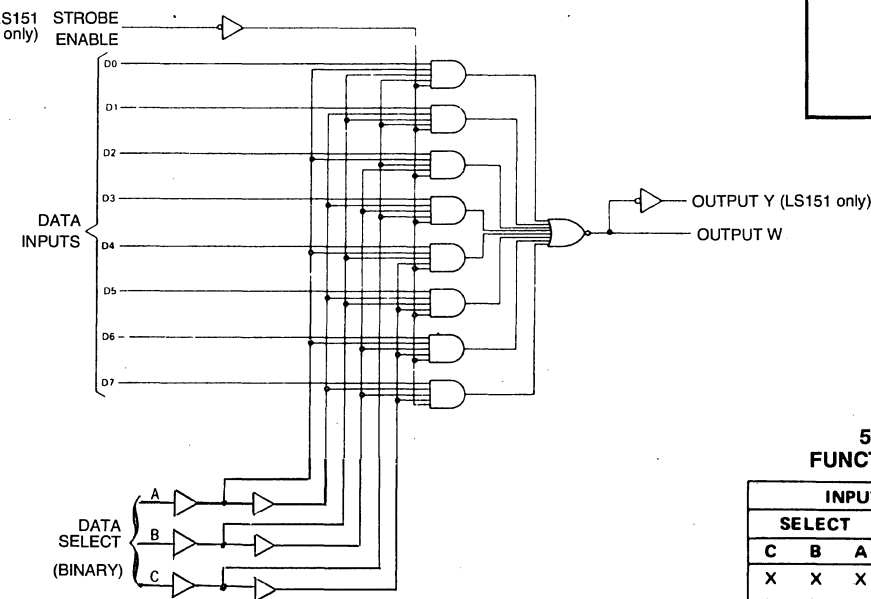 S151 STROBE
only) ENABLE
D0
D1
D2
D3
DATA
INPUTS
D4
D5
D6
D7
OUTPUT Y (LS151 only)
OUTPUT W
A
DATA
SELECT
B
(BINARY)
C
5
FUNCT
INPU
SELECT
C B A
X X X